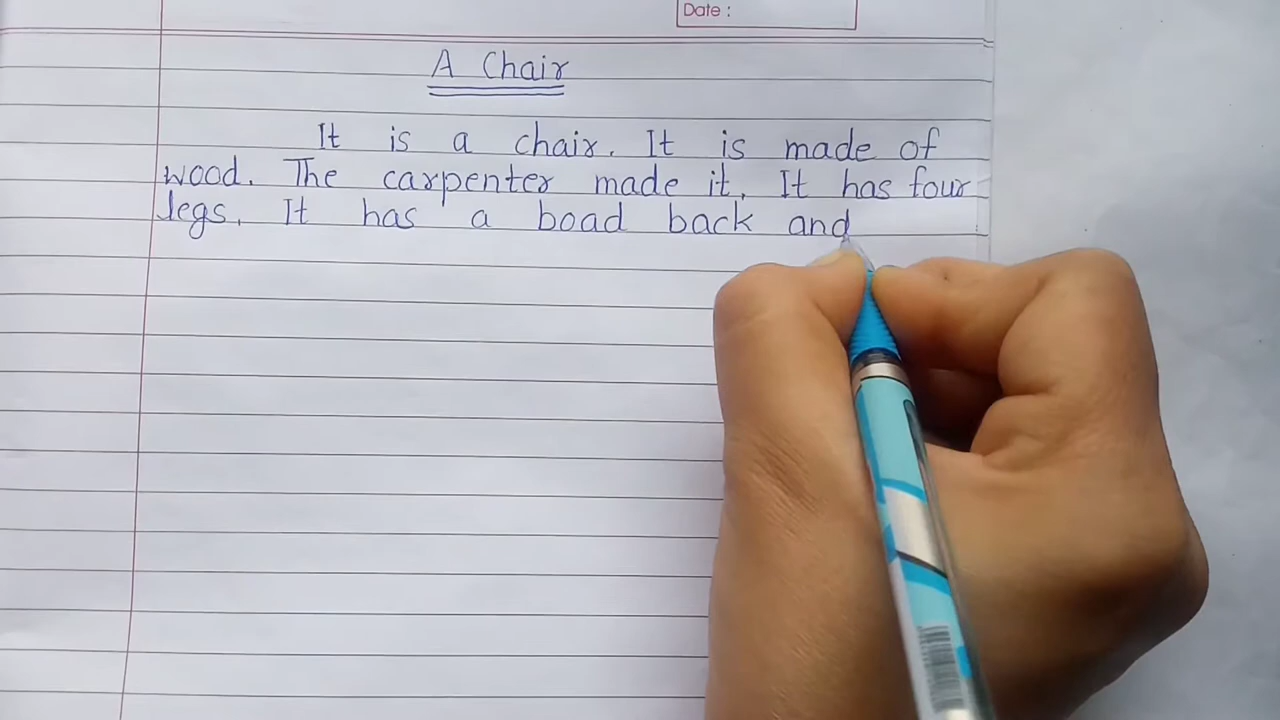 Date :
A Chair
It is a chair. It is made of
wood. The carpenter made it. It has four
legs. It has a boad back and